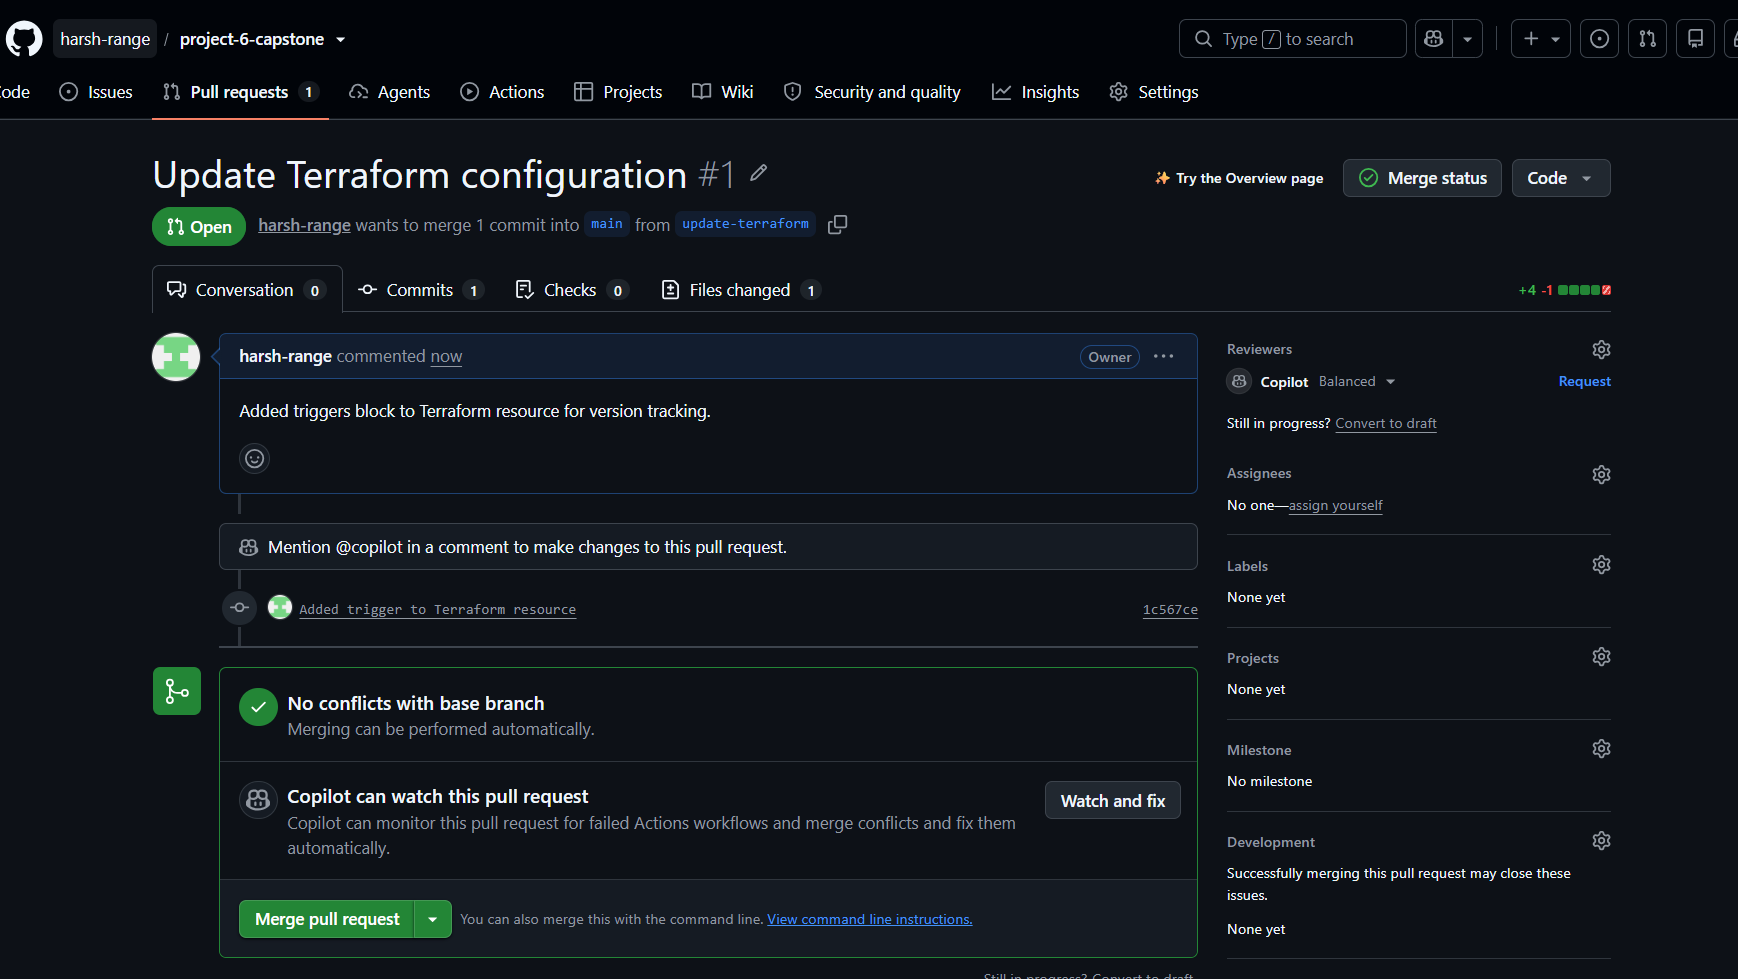 harsh-range / project-6-capstone
Type / to search
ode Issues Pull requests 1 Agents Actions Projects Wiki Security and quality Insights Settings
Update Terraform configuration #1
Try the Overview page Merge status Code
Open harsh-range wants to merge 1 commit into main from update-terraform
Conversation 0 Commits 1 Checks 0 Files changed 1 +4 -1
harsh-range commented now Owner
Added triggers block to Terraform resource for version tracking.
Mention @copilot in a comment to make changes to this pull request.
Added trigger to Terraform resource 1c567ce
No conflicts with base branch
Merging can be performed automatically.
Copilot can watch this pull request
Copilot can monitor this pull request for failed Actions workflows and merge conflicts and fix them
automatically.
Watch and fix
Merge pull request You can also merge this with the command line. View command line instructions.
Still in progress? Convert to draft
Reviewers
Copilot Balanced Request
Still in progress? Convert to draft
Assignees
No one—assign yourself
Labels
None yet
Projects
None yet
Milestone
No milestone
Development
Successfully merging this pull request may close these
issues.
None yet